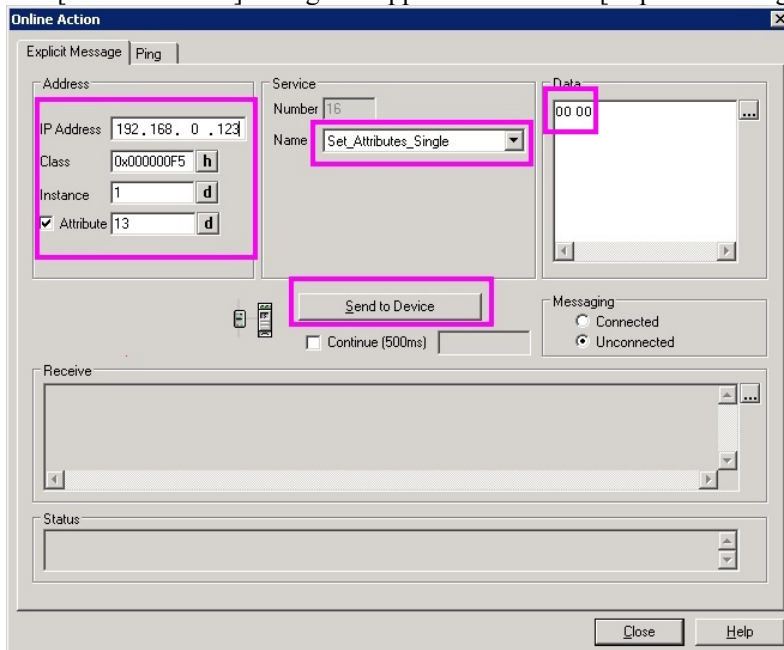 Online Action
Explicit Message Ping
Address
IP Address 192.168. 0 .123
Class 0x000000F5 h
Instance 1 d
Attribute 13 d
Service
Number 16
Name Set_Attributes_Single
Data
00 00 ...
Send to Device
Continue (500ms)
Messaging
Connected
Unconnected
Receive
...
Status
Close Help